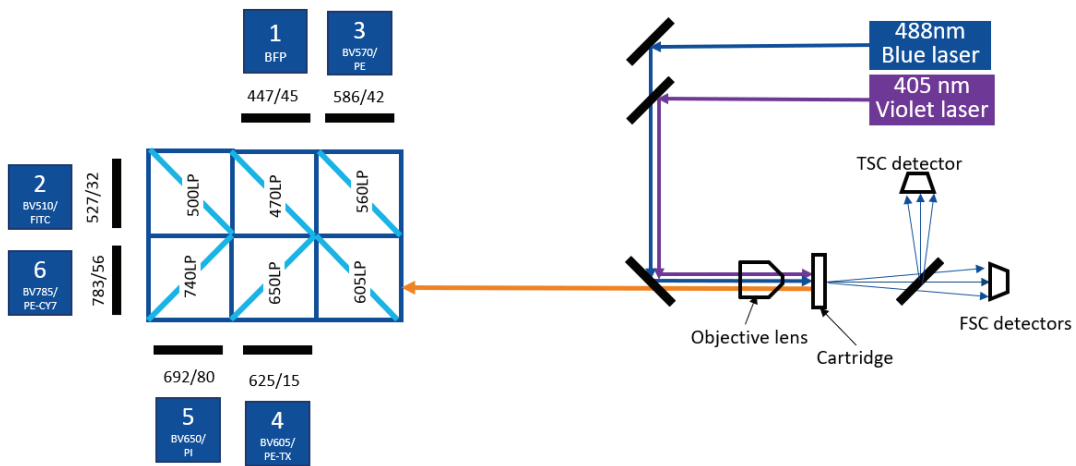 1
BFP
3
BV570/
PE
488nm
Blue laser
447/45
586/42
405 nm
Violet laser
2
BV510/
FITC
527/32
500LP
470LP
560LP
TSC detector
6
BV785/
PE-CY7
783/56
740LP
650LP
605LP
Objective lens
Cartridge
FSC detectors
692/80
625/15
5
BV650/
PI
4
BV605/
PE-TX